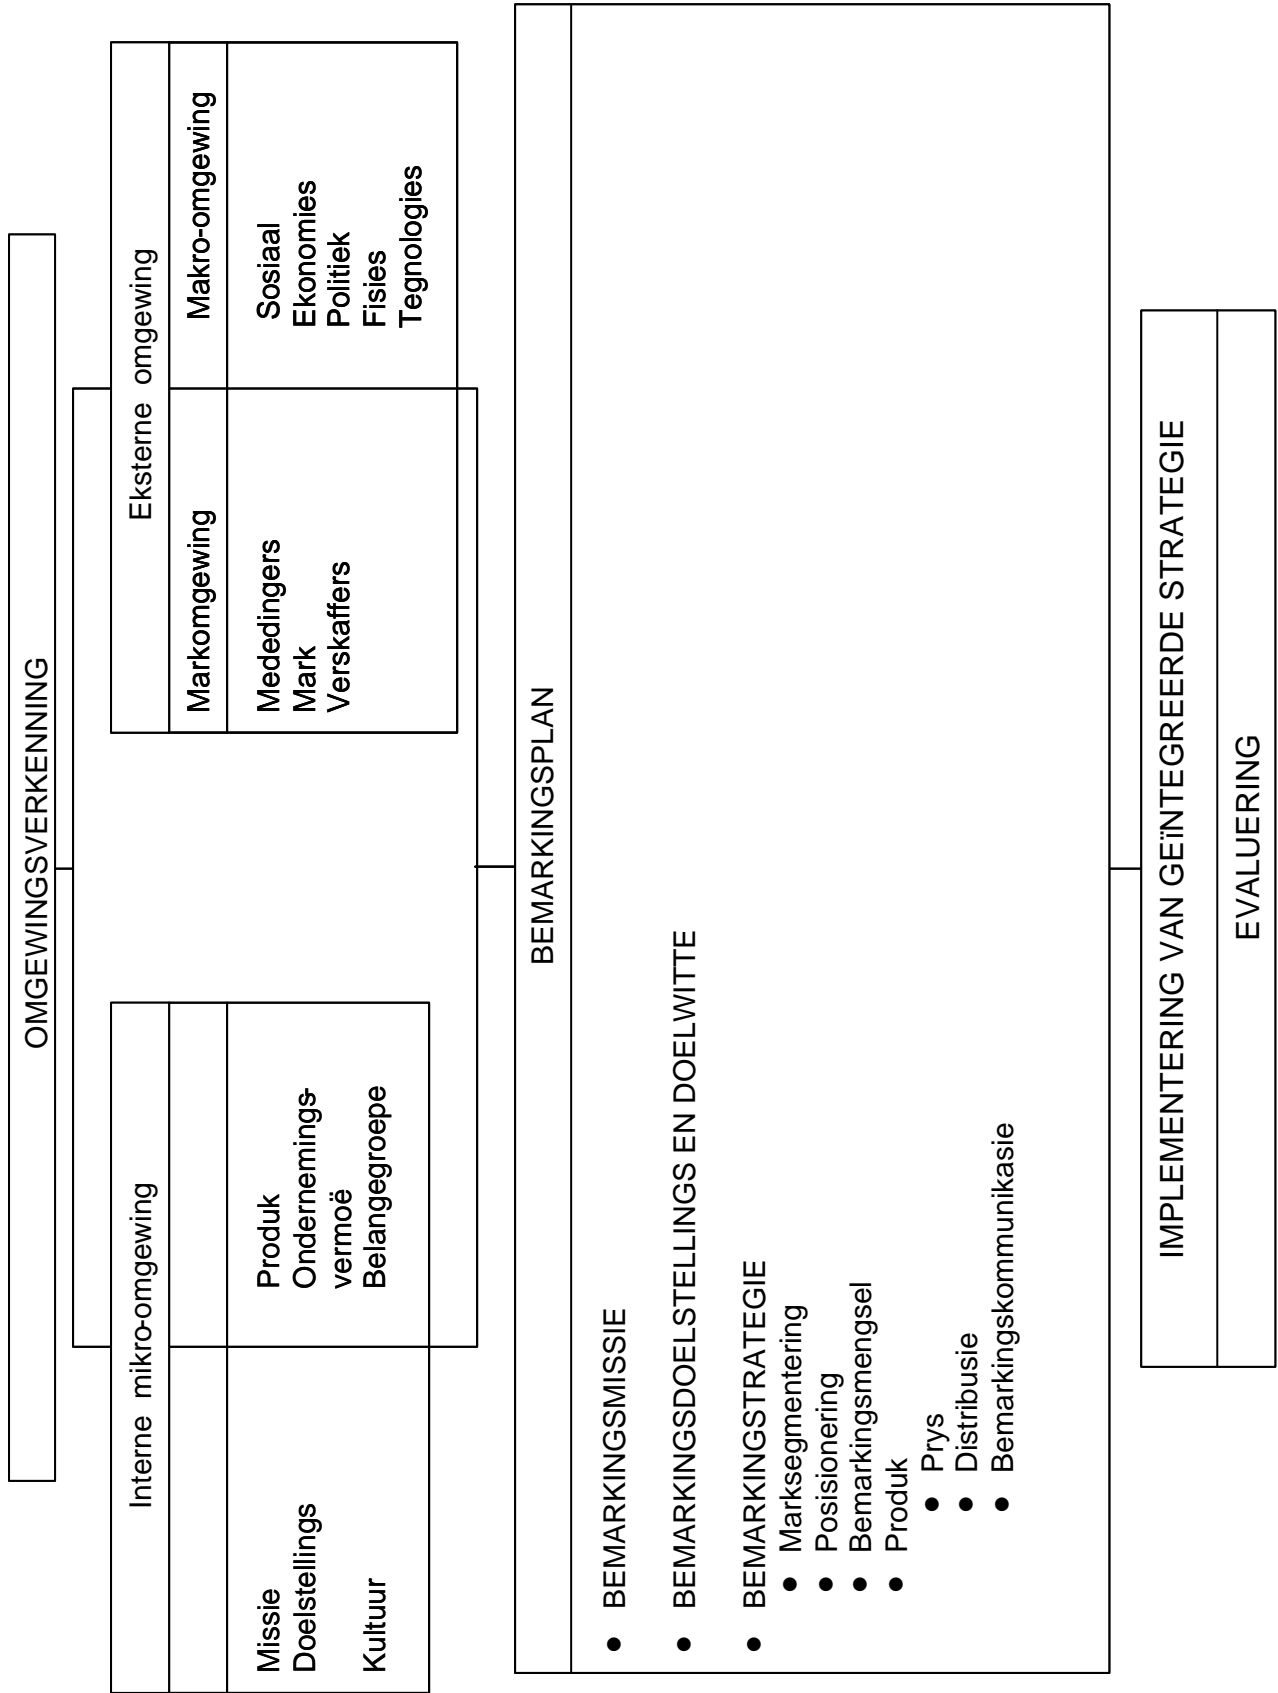 OMGEWINGSVERKENNING
Interne mikro-omgewing
Missie
Doelstellings
Kultuur
Produk
Ondernemings-
vermoë
Belangegroepe
Eksterne omgewing
Markomgewing
Mededingers
Mark
Verskaffers
Makro-omgewing
Sosiaal
Ekonomies
Politiek
Fisies
Tegnologies
BEMARKINGSPLAN
• BEMARKINGSMISSIE
• BEMARKINGSDOELSTELLINGS EN DOELWITTE
• BEMARKINGSTRATEGIE
• Marksegmentering
• Posisionering
• Bemarkingsmengsel
• Produk
• Prys
• Distribusie
• Bemarkingskommunikasie
IMPLEMENTERING VAN GEïNTEGREERDE STRATEGIE
EVALUERING